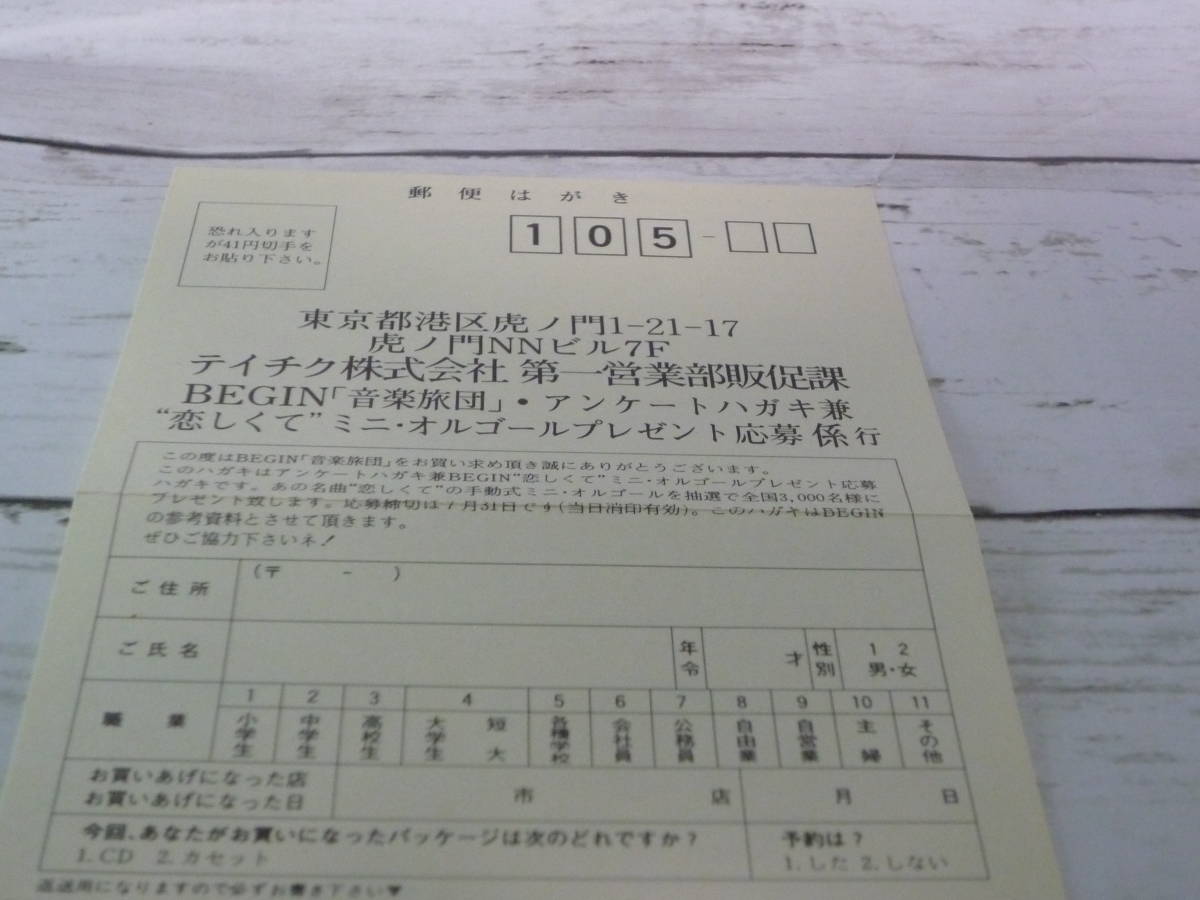 郵便はがき
恐れ入ります
が41円切手を
お貼り下さい。
105-
東京都港区虎ノ門1-21-17
虎ノ門NNビル7F
テイチク株式会社 第一営業部販促課
BEGIN「音楽旅団」・アンケートハガキ兼
“恋しくて”ミニ・オルゴールプレゼント応募係行
この度はBEGIN「音楽旅団」をお買い求め頂き誠にありがとうございます。
このハガキはアンケートハガキ兼BEGIN“恋しくて”ミニ・オルゴールプレゼント応募
ハガキです。あの名曲“恋しくて”の手動式ミニ・オルゴールを抽選で全国3,000名様に
プレゼント致します。応募締切は7月31日です(当日消印有効)。このハガキはBEGIN
の参考資料とさせて頂きます。
ぜひご協力下さいネ!
ご住所 (〒 - )
ご氏名 年令 才 性別 1 2
男・女
職業 1 2 3 4 5 6 7 8 9 10 11
小学生 中学生 高校生 大学生 短大 各種学校 会社員 公務員 自由業 自営業 主婦 その他
お買いあげになった店
お買いあげになった日 市 店 月 日
今回、あなたがお買いになったパッケージは次のどれですか? 予約は?
1.CD 2.カセット 1.した 2.しない
返送用になりますので必ずお書き下さい▼